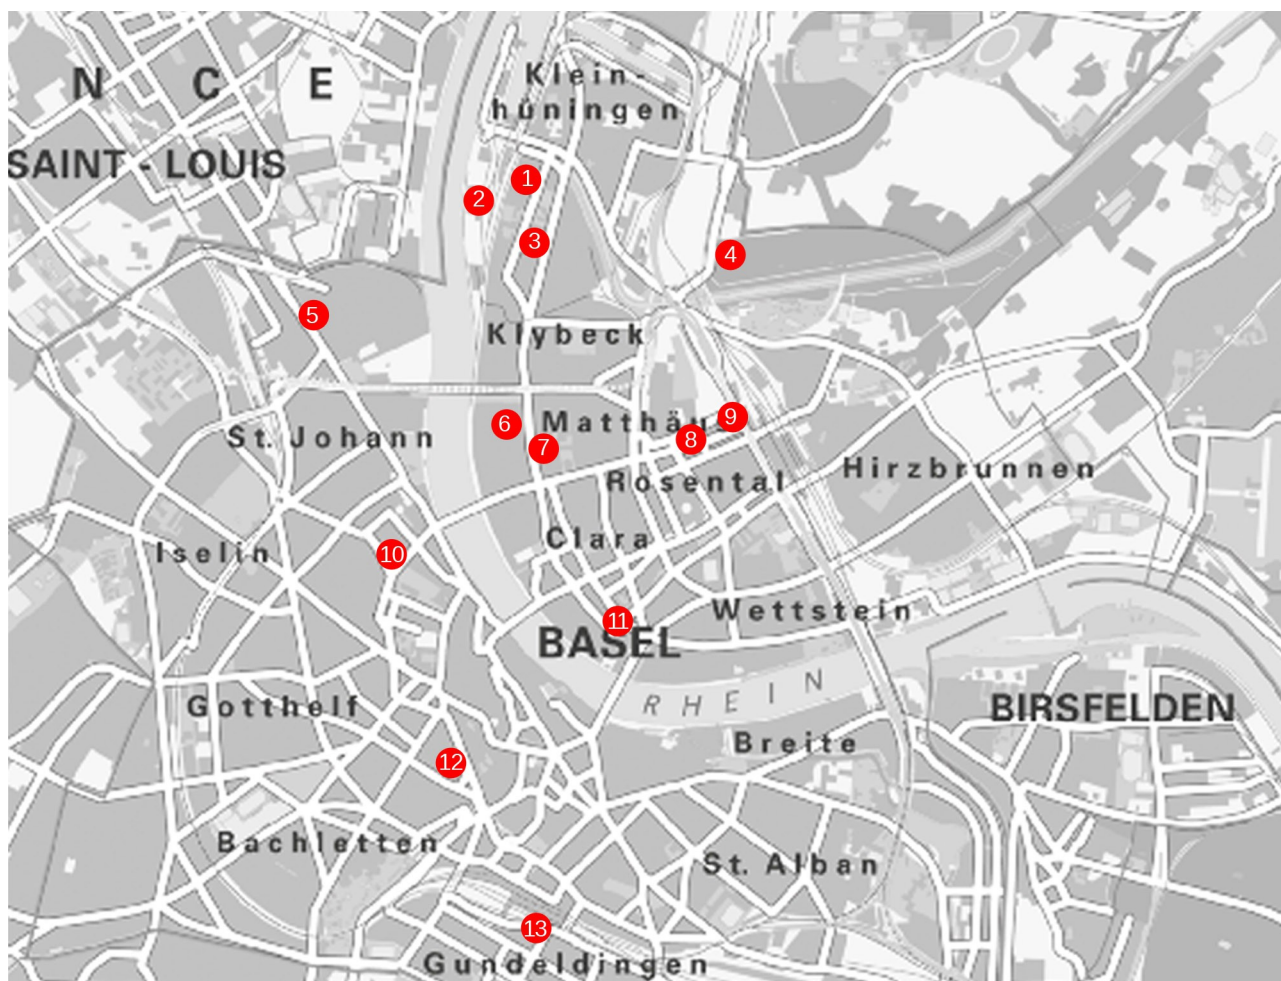 N C E
Klein-
hüningen
SAINT - LOUIS
1
2
3
4
5
Klybeck
6
Matthäus
9
7
8
St. Johann
Hirzbrunnen
Rosental
Clara
Iselin
10
Wettstein
11
BASEL
RHEIN
Gotthelf
BIRSFELDEN
Breite
12
Bachletten
St. Alban
13
Gundeldingen